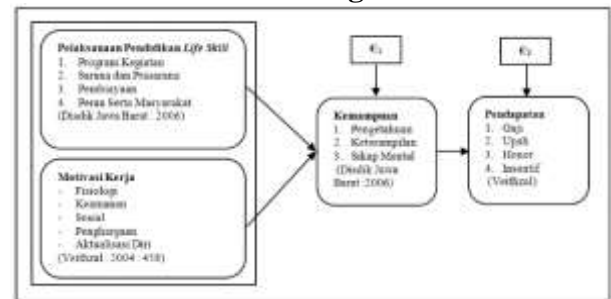 Pelaksanaan Pendidikan Life Skill
1. Program Kegiatan
2. Sarana dan Prasarana
3. Pembiayaan
4. Peran Serta Masyarakat
(Disdik Jawa Barat : 2006)
Motivasi Kerja
- Fisiologi
- Keamanan
- Sosial
- Penghargaan
- Aktualisasi Diri
(Veithzal : 2004 : 458)
€1
Kemampuan
1. Pengetahuan
2. Keterampilan
3. Sikap Mental
(Disdik Jawa
Barat : 2006)
€2
Pendapatan
1. Gaji
2. Upah
3. Honor
4. Insentif
(Veithzal)